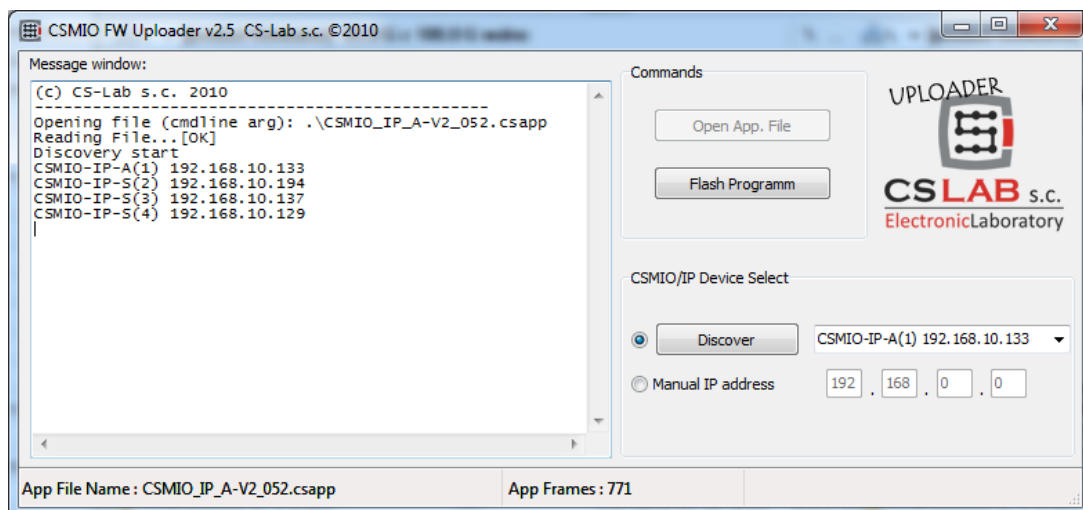 CSMIO FW Uploader v2.5 CS-Lab s.c. ©2010
Message window:
(c) CS-Lab s.c. 2010
-----------------------------------------------
Opening file (cmdline arg): .\CSMIO_IP_A-V2_052.csapp
Reading File...[OK]
Discovery start
CSMIO-IP-A(1) 192.168.10.133
CSMIO-IP-S(2) 192.168.10.194
CSMIO-IP-S(3) 192.168.10.137
CSMIO-IP-S(4) 192.168.10.129
Commands
Open App. File
Flash Programm
UPLOADER
CSLAB s.c.
ElectronicLaboratory
CSMIO/IP Device Select
Discover
CSMIO-IP-A(1) 192.168.10.133
Manual IP address
192 . 168 . 0 . 0
App File Name : CSMIO_IP_A-V2_052.csapp
App Frames : 771